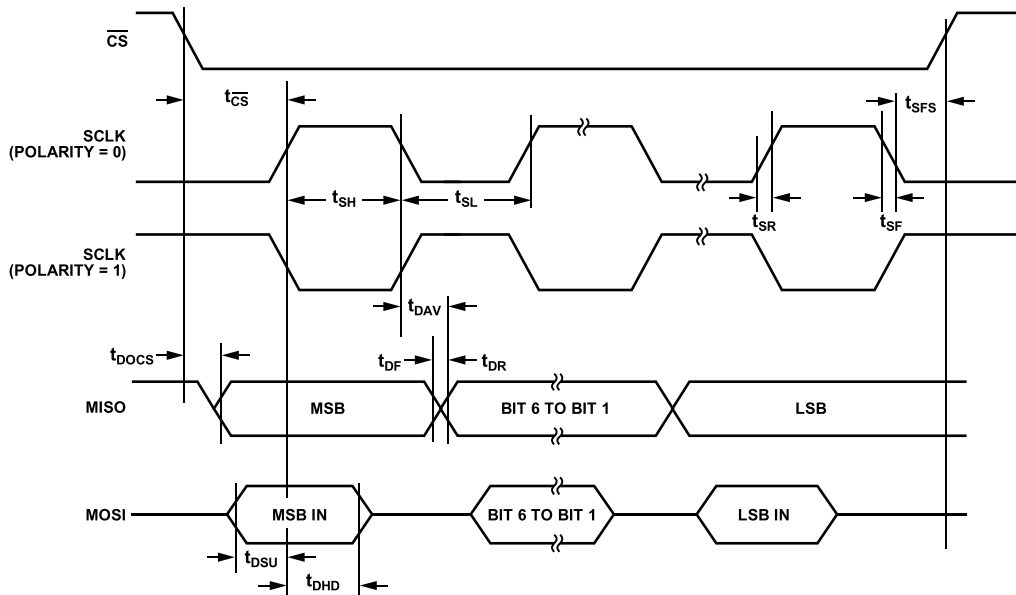 CS
tCS
tSFS
SCLK
(POLARITY = 0)
tSH
tSL
tSR
tSF
SCLK
(POLARITY = 1)
tDAV
tDOCS
tDF
tDR
MISO
MSB
BIT 6 TO BIT 1
LSB
MOSI
MSB IN
BIT 6 TO BIT 1
LSB IN
tDSU
tDHD